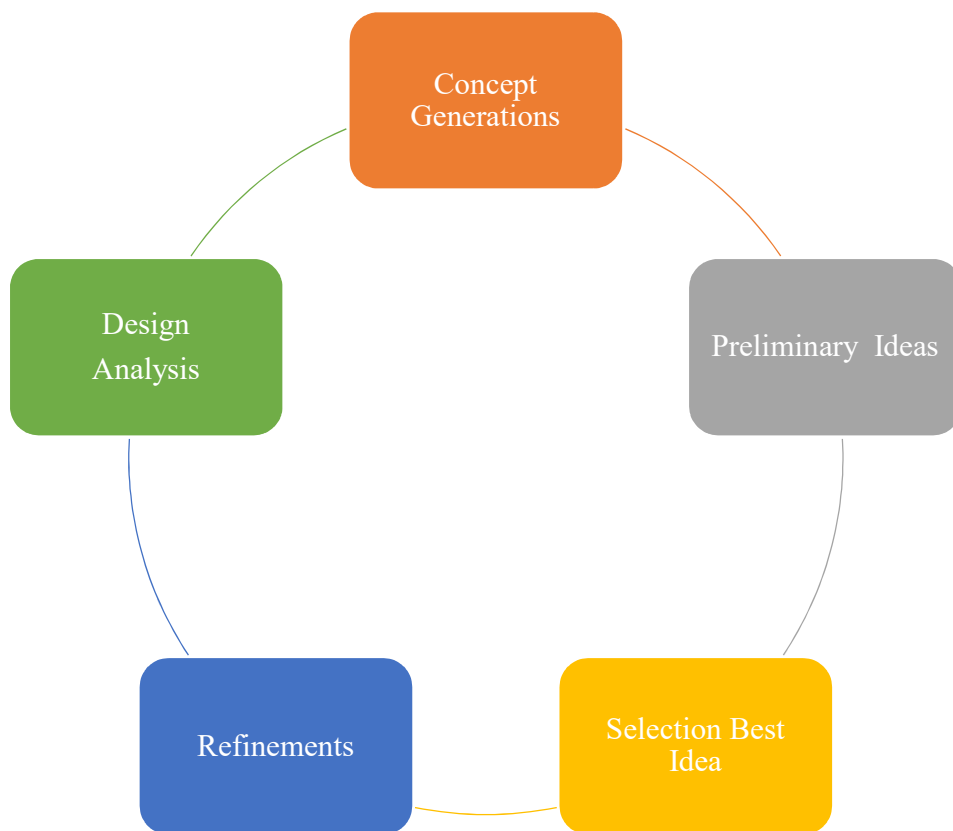 Concept
Generations
Preliminary Ideas
Selection Best
Idea
Refinements
Design
Analysis